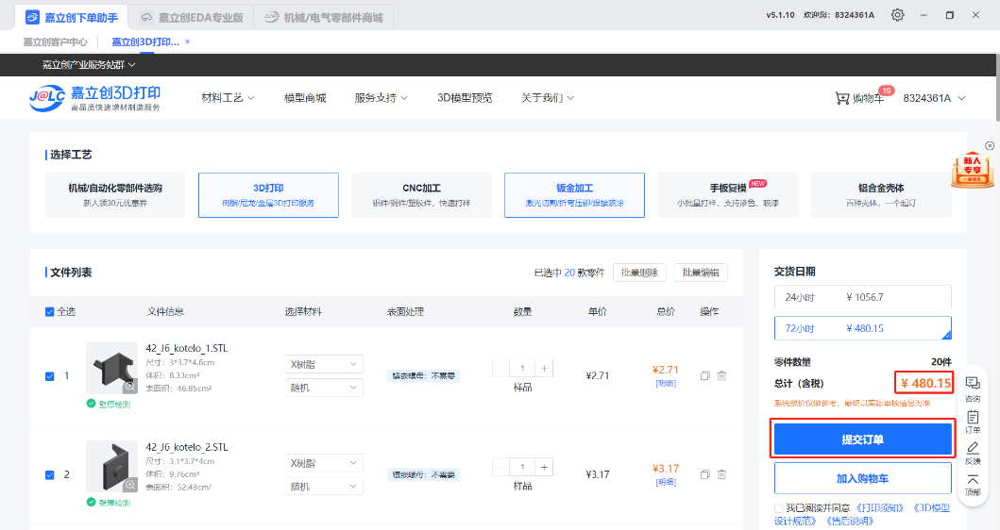 嘉立创下单助手
嘉立创EDA专业版
机械/电气零部件商城
v5.1.10 欢迎您: 8324361A
嘉立创客户中心
嘉立创3D打印...
嘉立创产业服务站群
J@LC 嘉立创3D打印
高品质快速增材制造服务
材料工艺
模型商城
服务支持
3D模型预览
关于我们
购物车
19
8324361A
选择工艺
新人
专享
机械/自动化零部件选购
新人领30元优惠券
3D打印
树脂/尼龙/金属3D打印服务
CNC加工
铝件/钢件/塑胶件，快速打样
钣金加工
激光切割/折弯压铆/焊接喷涂
手板复模
NEW
小批量打样，支持渗色、喷漆
铝合金壳体
百种壳体，一个起订
文件列表
已选中 20 款零件
批量删除
批量编辑
全选
文件信息
选择材料
表面处理
数量
单价
总价
操作
1
42_J6_kotelo_1.STL
尺寸：3*3.7*4.6cm
体积：8.33cm³
表面积：46.85cm²
壁厚检测
X树脂
随机
镶嵌螺母：不需要
1
+
样品
¥2.71
¥2.71
[明细]
2
42_J6_kotelo_2.STL
尺寸：3.1*3.7*4cm
体积：9.76cm³
表面积：52.43cm²
壁厚检测
X树脂
随机
镶嵌螺母：不需要
1
+
样品
¥3.17
¥3.17
[明细]
交货日期
24小时 ¥ 1056.7
72小时 ¥ 480.15
零件数量 20件
总计（含税） ¥ 480.15
系统报价仅做参考，最终以实际审核信息为准
提交订单
加入购物车
我已阅读并同意 《打印须知》 《3D模型
设计规范》 《售后说明》
咨询
订单
反馈
顶部